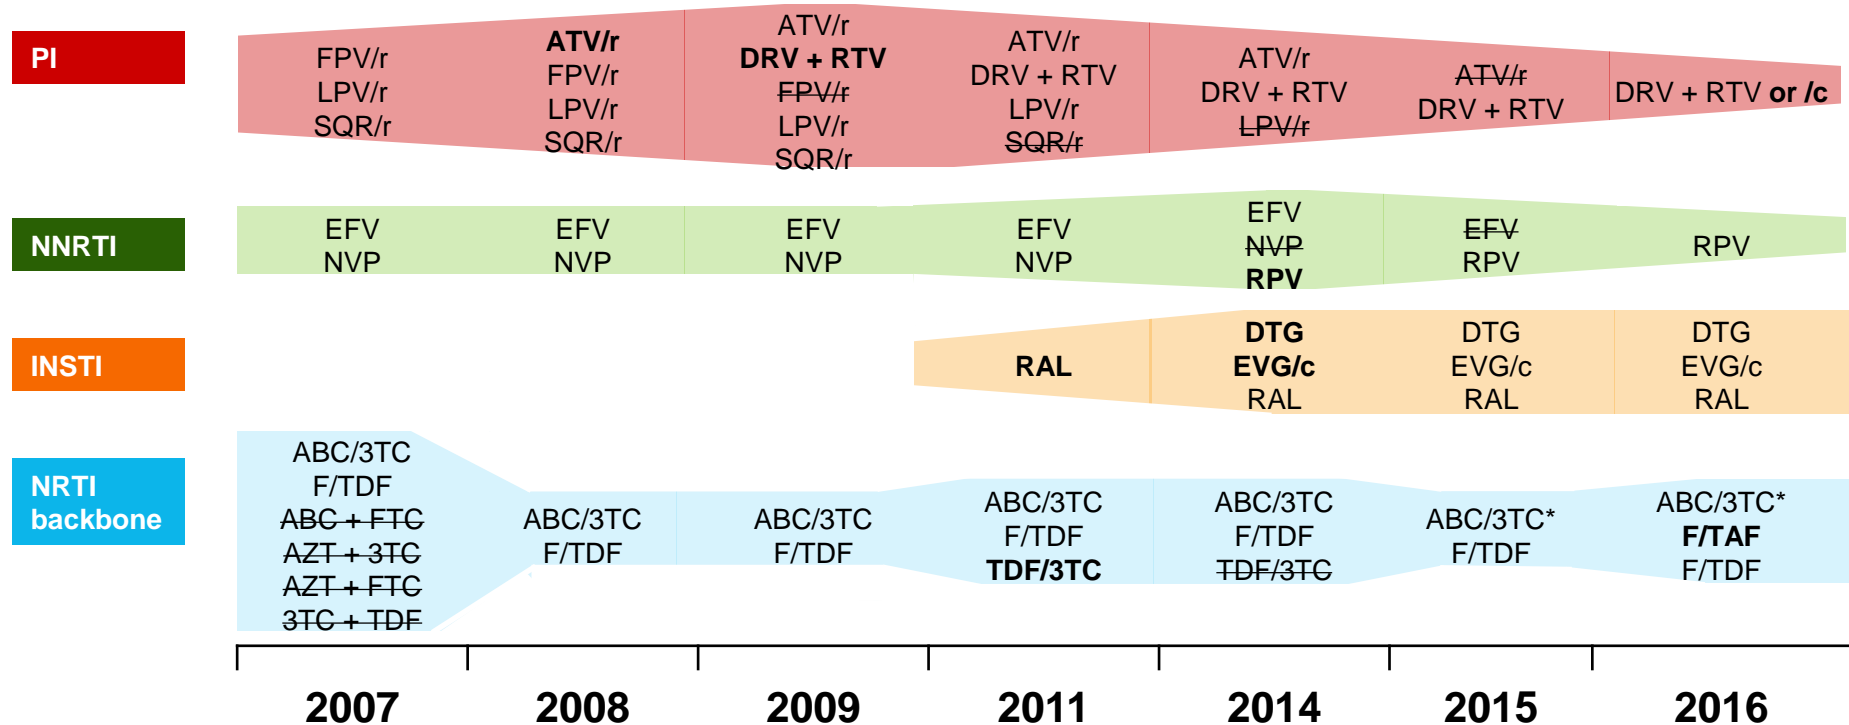 PI
FPV/r
LPV/r
SQR/r
ATV/r
FPV/r
LPV/r
SQR/r
ATV/r
DRV + RTV
FPV/r
LPV/r
SQR/r
ATV/r
DRV + RTV
LPV/r
SQR/r
ATV/r
DRV + RTV
LPV/r
ATV/r
DRV + RTV
DRV + RTV or /c
NNRTI
EFV
NVP
EFV
NVP
EFV
NVP
EFV
NVP
EFV
NVP
RPV
EFV
RPV
RPV
INSTI
RAL
DTG
EVG/c
RAL
DTG
EVG/c
RAL
DTG
EVG/c
RAL
NRTI
backbone
ABC/3TC
F/TDF
ABC + FTC
AZT + 3TC
AZT + FTC
3TC + TDF
ABC/3TC
F/TDF
ABC/3TC
F/TDF
ABC/3TC
F/TDF
TDF/3TC
ABC/3TC
F/TDF
TDF/3TC
ABC/3TC*
F/TDF
ABC/3TC*
F/TAF
F/TDF
2007 2008 2009 2011 2014 2015 2016